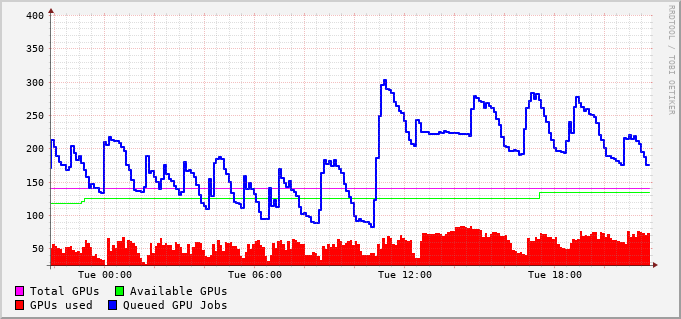 400
350
300
250
200
150
100
50
Tue 00:00 Tue 06:00 Tue 12:00 Tue 18:00
Total GPUs Available GPUs
GPUs used Queued GPU Jobs
RRDTOOL / TOBI OETIKER